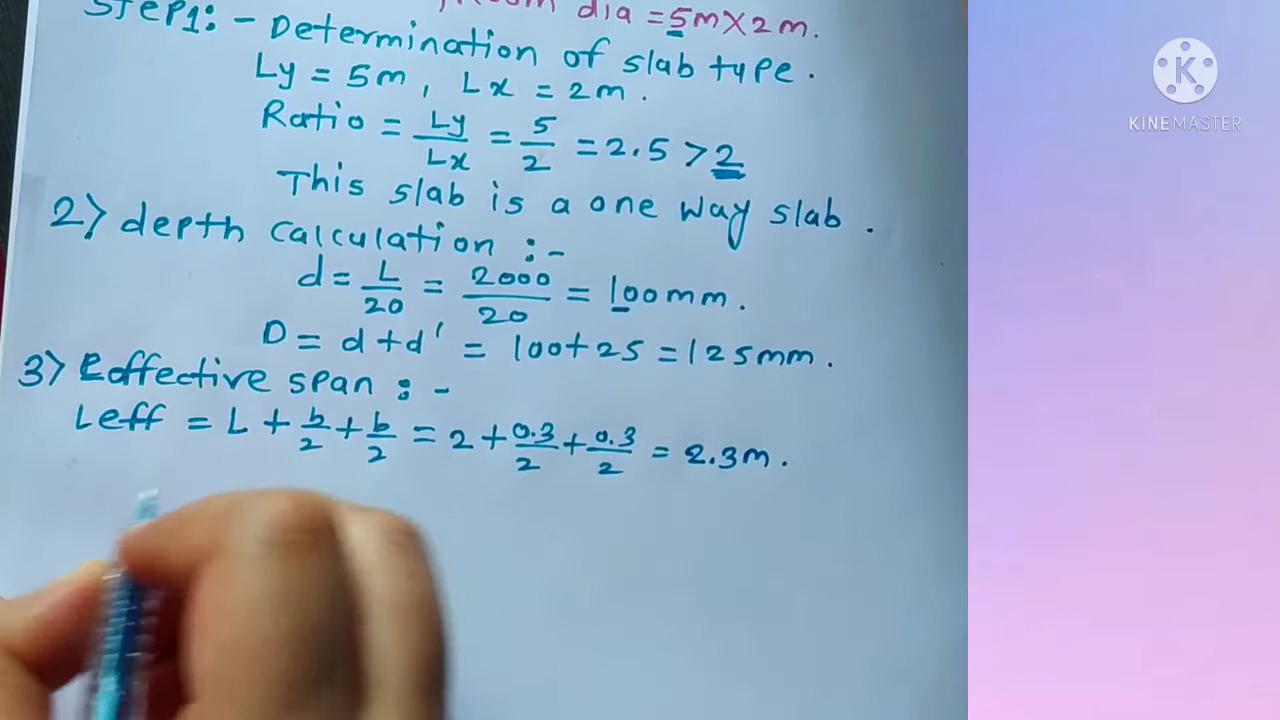 dia = 5m X 2m.
STEP1:- Determination of slab type.
Ly = 5m, Lx = 2m.
Ratio = Ly/Lx = 5/2 = 2.5 > 2
This slab is a one way slab.
2> depth calculation :-
d = L/20 = 2000/20 = 100mm.
D = d + d' = 100 + 25 = 125mm.
3> Eeffective span :-
Leff = L + b/2 + b/2 = 2 + 0.3/2 + 0.3/2 = 2.3m.
K
KINEMASTER